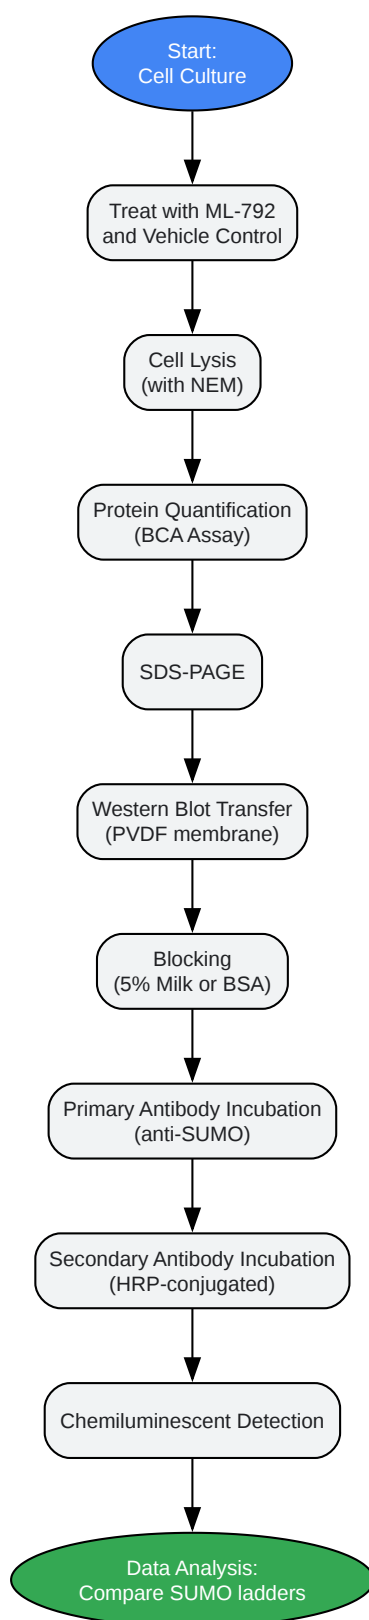 Start:
Cell Culture
Treat with ML-792
and Vehicle Control
Cell Lysis
(with NEM)
Protein Quantification
(BCA Assay)
SDS-PAGE
Western Blot Transfer
(PVDF membrane)
Blocking
(5% Milk or BSA)
Primary Antibody Incubation
(anti-SUMO)
Secondary Antibody Incubation
(HRP-conjugated)
Chemiluminescent Detection
Data Analysis:
Compare SUMO ladders